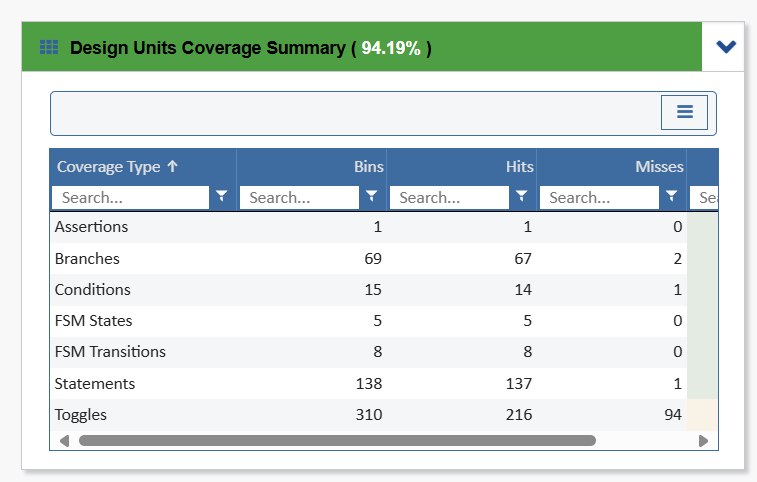 Design Units Coverage Summary ( 94.19% )
Coverage Type ↑ Bins Hits Misses
Search... Search... Search... Search... Sea
Assertions 1 1 0
Branches 69 67 2
Conditions 15 14 1
FSM States 5 5 0
FSM Transitions 8 8 0
Statements 138 137 1
Toggles 310 216 94